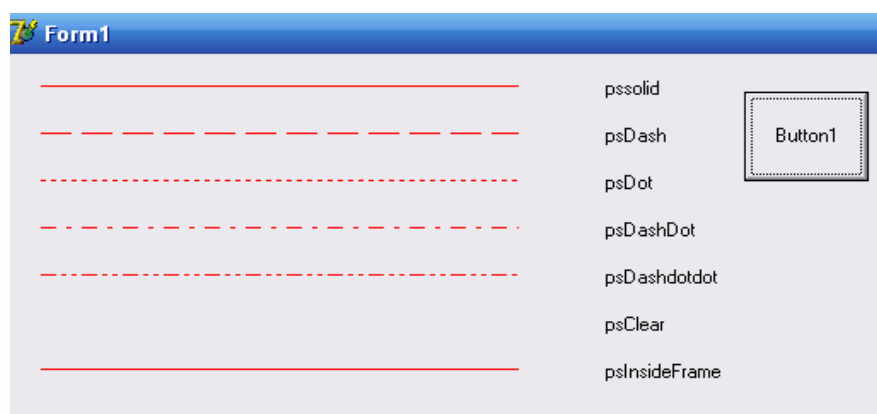 Form1
pssolid
psDash
Button1
psDot
psDashDot
psDashdotdot
psClear
psInsideFrame